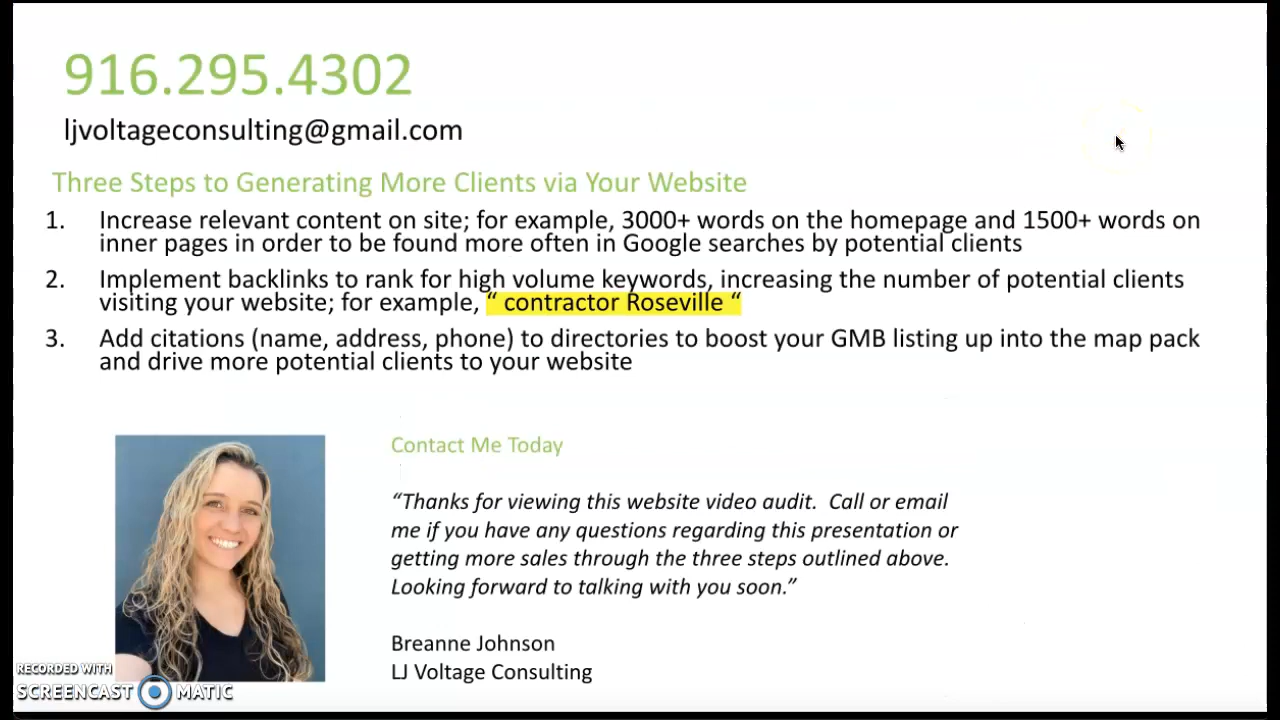 916.295.4302
ljvoltageconsulting@gmail.com
Three Steps to Generating More Clients via Your Website
1. Increase relevant content on site; for example, 3000+ words on the homepage and 1500+ words on
inner pages in order to be found more often in Google searches by potential clients
2. Implement backlinks to rank for high volume keywords, increasing the number of potential clients
visiting your website; for example, “ contractor Roseville “
3. Add citations (name, address, phone) to directories to boost your GMB listing up into the map pack
and drive more potential clients to your website
Contact Me Today
“Thanks for viewing this website video audit.  Call or email
me if you have any questions regarding this presentation or
getting more sales through the three steps outlined above.
Looking forward to talking with you soon.”
Breanne Johnson
LJ Voltage Consulting
RECORDED WITH
SCREENCAST MATIC